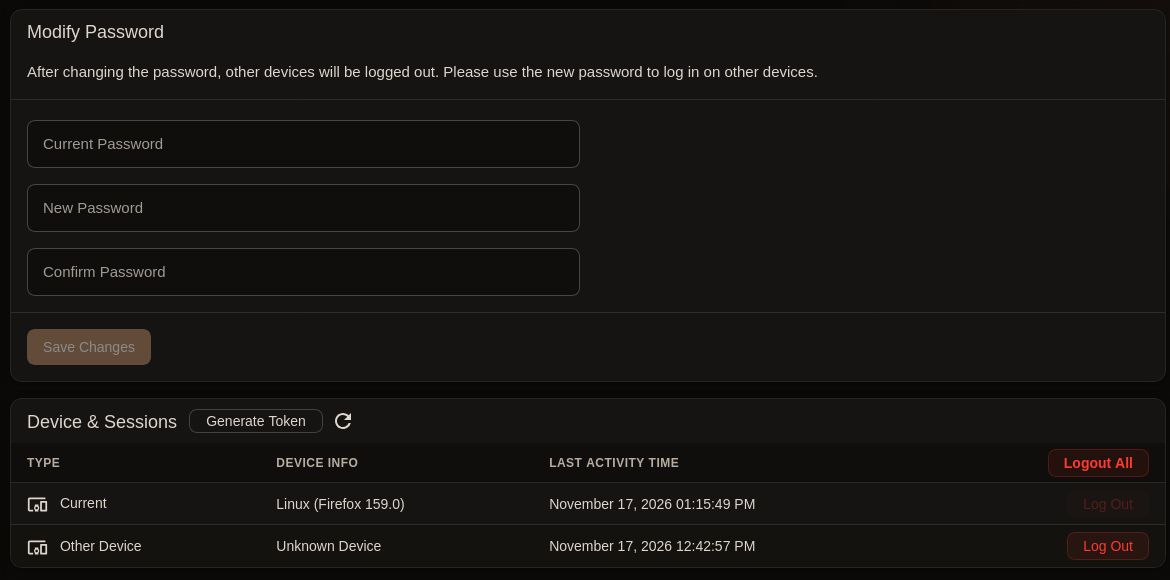 Modify Password
After changing the password, other devices will be logged out. Please use the new password to log in on other devices.
Current Password
New Password
Confirm Password
Save Changes
Device & Sessions Generate Token
TYPE DEVICE INFO LAST ACTIVITY TIME Logout All
Current Linux (Firefox 159.0) November 17, 2026 01:15:49 PM Log Out
Other Device Unknown Device November 17, 2026 12:42:57 PM Log Out